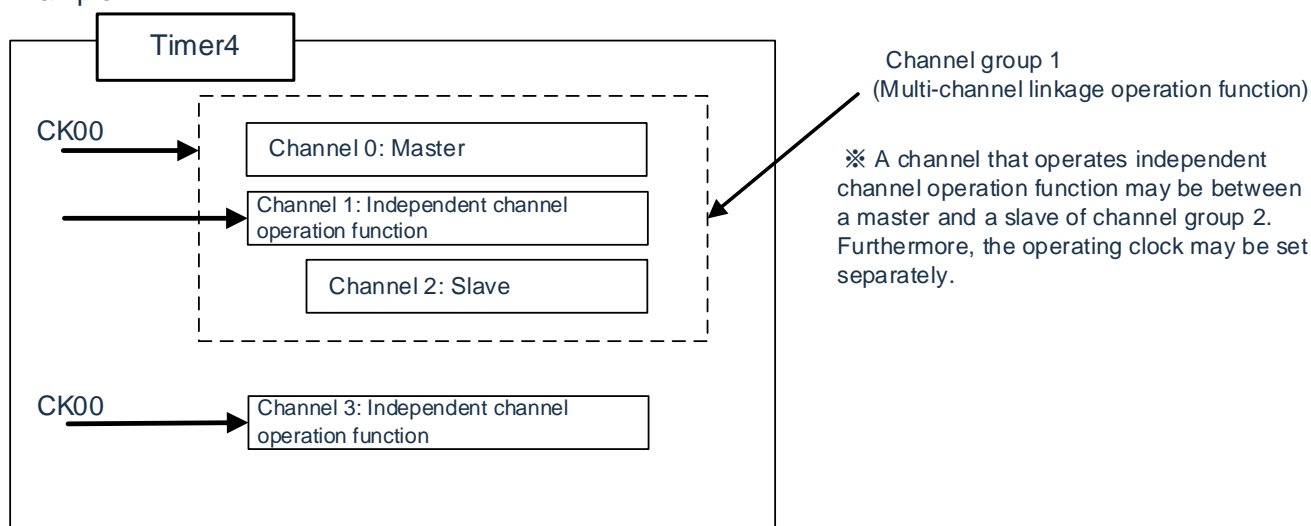 Timer4
CK00
Channel 0: Master
Channel 1: Independent channel
operation function
Channel 2: Slave
CK00
Channel 3: Independent channel
operation function
Channel group 1
(Multi-channel linkage operation function)
※ A channel that operates independent
channel operation function may be between
a master and a slave of channel group 2.
Furthermore, the operating clock may be set
separately.